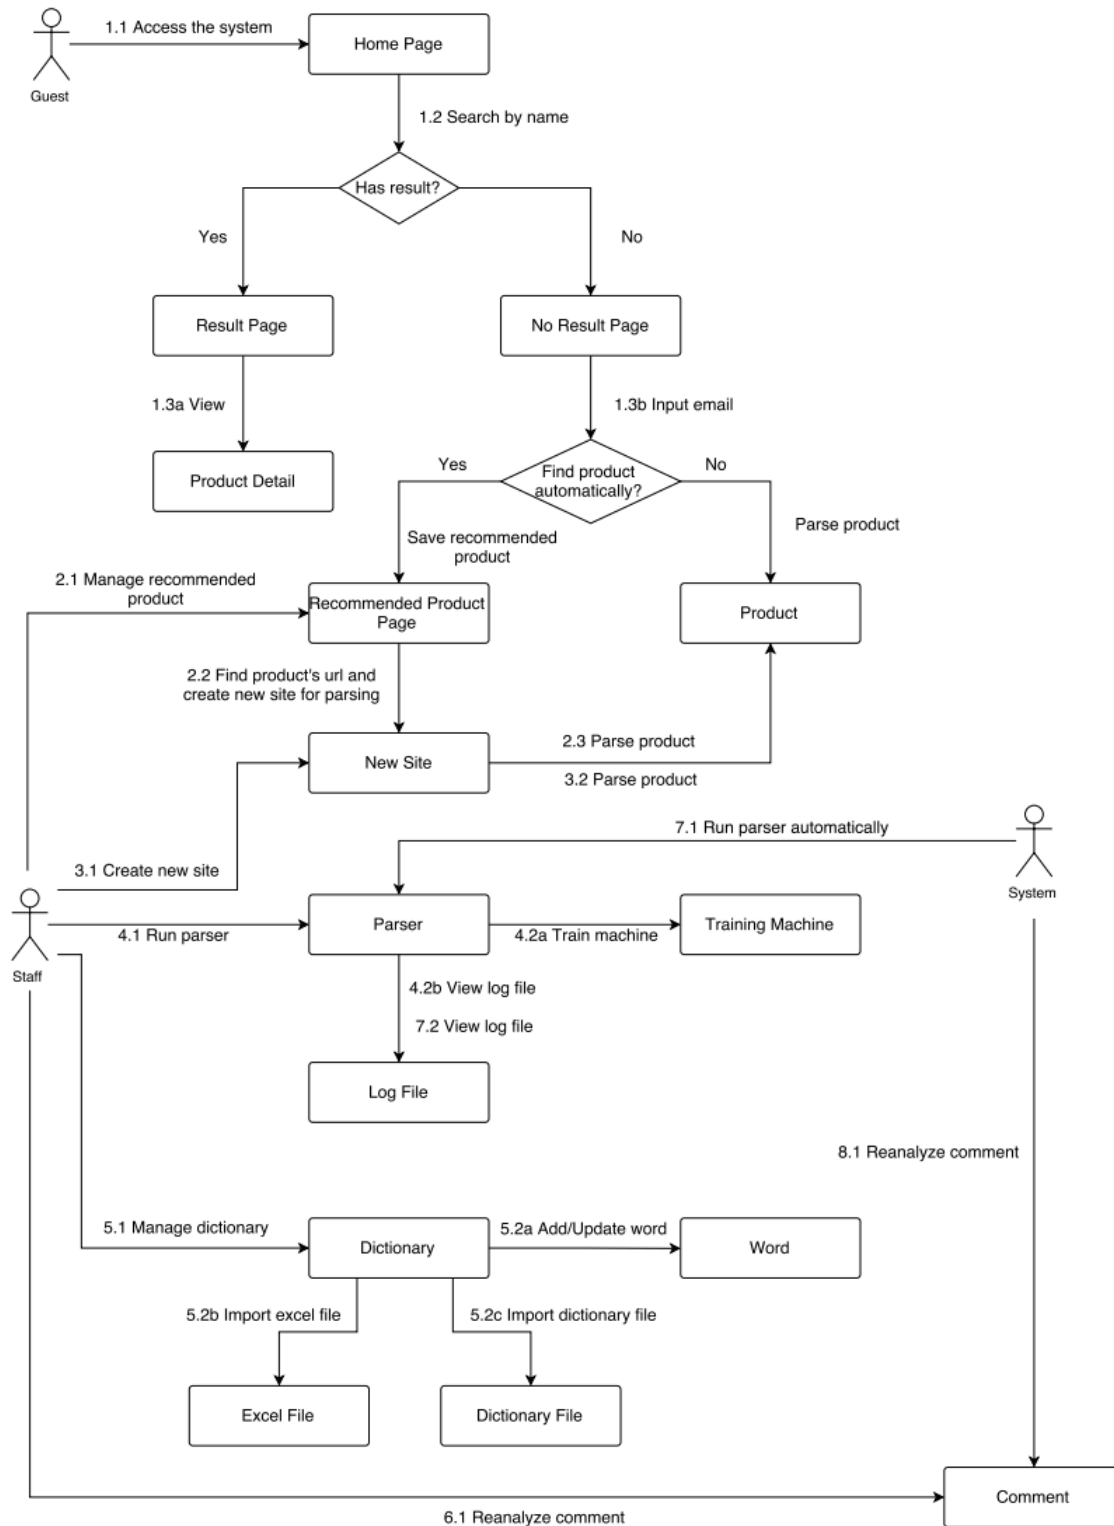 1.1 Access the system
Home Page
Guest
1.2 Search by name
Has result?
Yes
No
Result Page
No Result Page
1.3a View
1.3b Input email
Product Detail
Yes
Find product
automatically?
No
Save recommended
product
Parse product
2.1 Manage recommended
product
Recommended Product
Page
Product
2.2 Find product's url and
create new site for parsing
New Site
2.3 Parse product
3.2 Parse product
7.1 Run parser automatically
System
3.1 Create new site
Staff
4.1 Run parser
Parser
4.2a Train machine
Training Machine
4.2b View log file
7.2 View log file
Log File
8.1 Reanalyze comment
5.1 Manage dictionary
Dictionary
5.2a Add/Update word
Word
5.2b Import excel file
5.2c Import dictionary file
Excel File
Dictionary File
Comment
6.1 Reanalyze comment